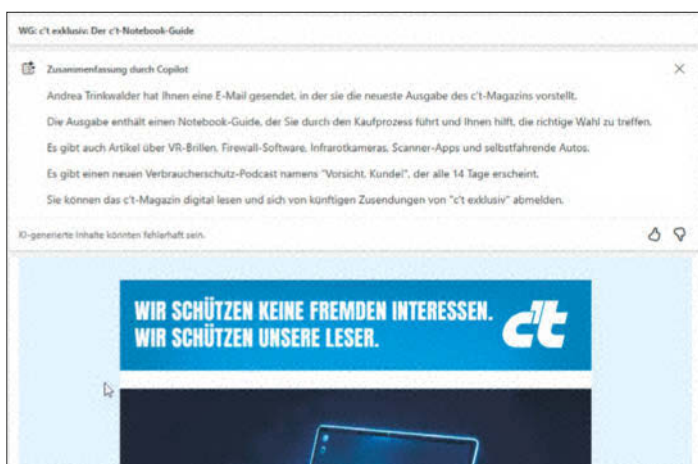 WG: c't exklusiv: Der c't-Notebook-Guide
Zusammenfassung durch Copilot
Andrea Trinkwalder hat Ihnen eine E-Mail gesendet, in der sie die neueste Ausgabe des c't-Magazins vorstellt.
Die Ausgabe enthält einen Notebook-Guide, der Sie durch den Kaufprozess führt und Ihnen hilft, die richtige Wahl zu treffen.
Es gibt auch Artikel über VR-Brillen, Firewall-Software, Infrarotkameras, Scanner-Apps und selbstfahrende Autos.
Es gibt einen neuen Verbraucherschutz-Podcast namens "Vorsicht, Kunde!", der alle 14 Tage erscheint.
Sie können das c't-Magazin digital lesen und sich von künftigen Zusendungen von "c't exklusiv" abmelden.
KI-generierte Inhalte könnten fehlerhaft sein.
WIR SCHÜTZEN KEINE FREMDEN INTERESSEN.
WIR SCHÜTZEN UNSERE LESER.
c't